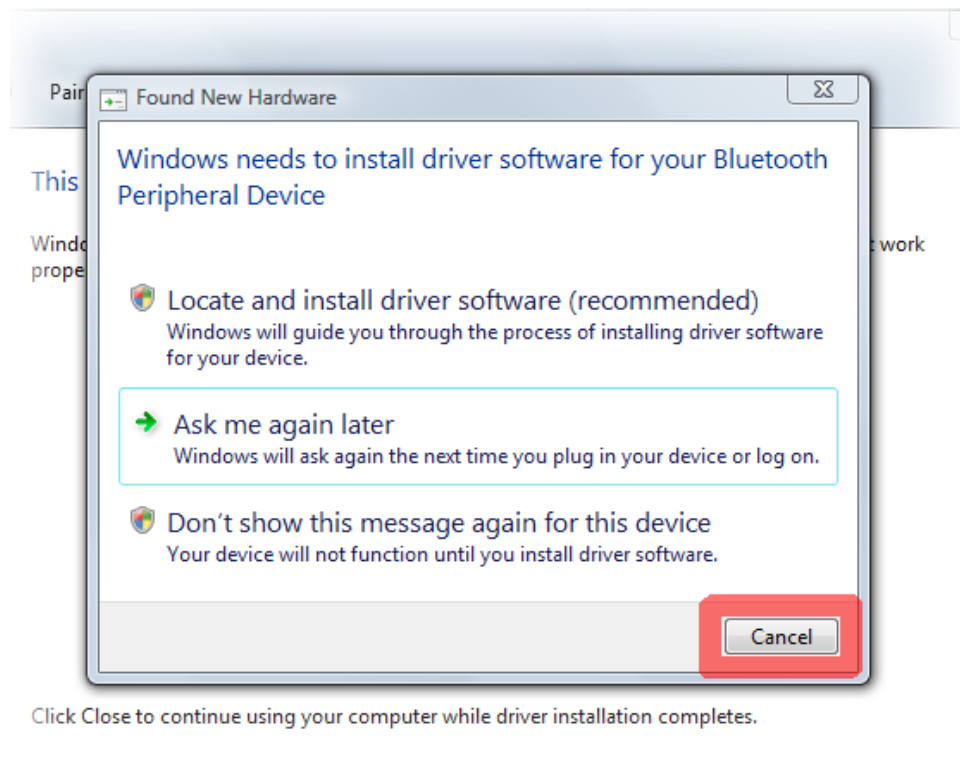 Pair
Found New Hardware
Windows needs to install driver software for your Bluetooth
Peripheral Device
This
Windo
t work
prope
Locate and install driver software (recommended)
Windows will guide you through the process of installing driver software
for your device.
Ask me again later
Windows will ask again the next time you plug in your device or log on.
Don't show this message again for this device
Your device will not function until you install driver software.
Cancel
Click Close to continue using your computer while driver installation completes.